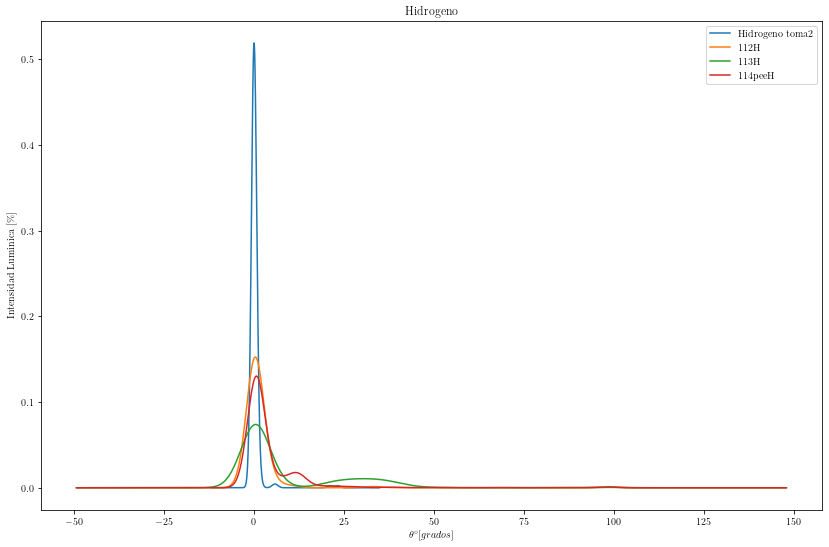 Hidrogeno
Hidrogeno toma2
112H
113H
114peeH
Intensidad Luminica [%]
0.5
0.4
0.3
0.2
0.1
0.0
−50 −25 0 25 50 75 100 125 150
θ°[grados]